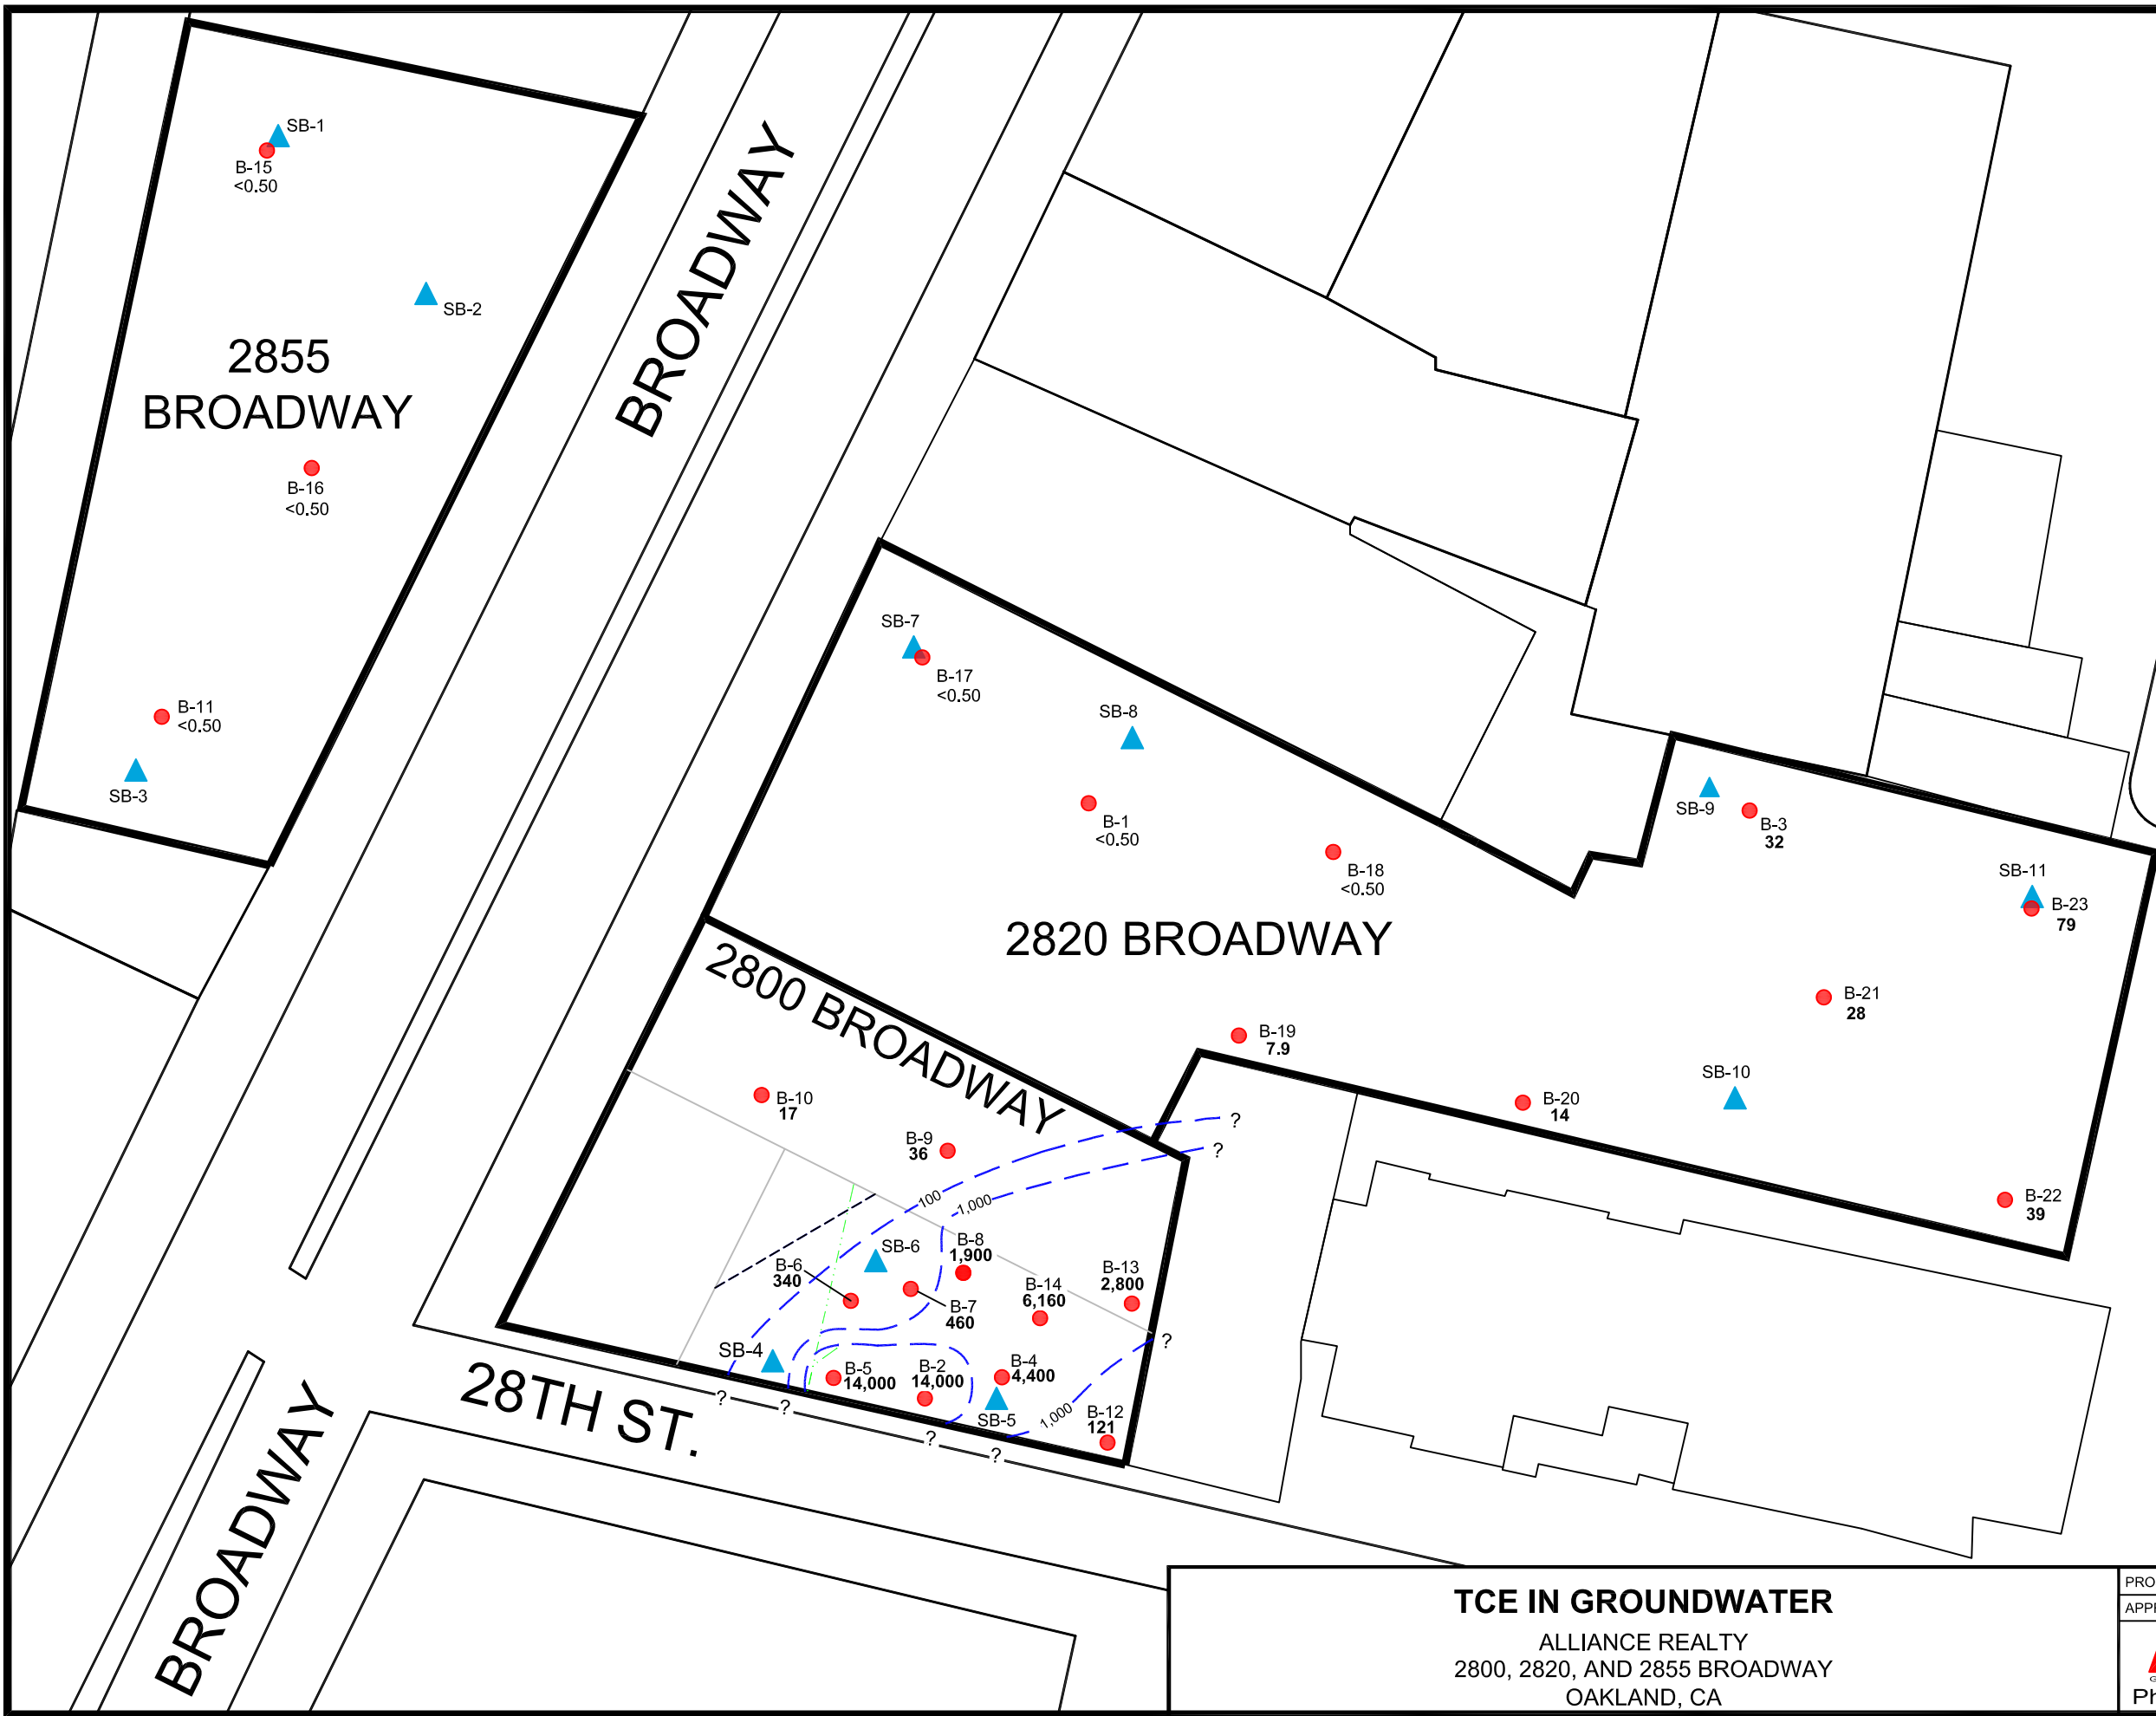 SB-1
B-15
<0.50
SB-2
2855
BROADWAY
B-16
<0.50
B-11
<0.50
SB-3
BROADWAY
SB-7
B-17
<0.50
SB-8
B-1
<0.50
B-18
<0.50
SB-9
B-3
32
SB-11
B-23
79
2820 BROADWAY
2800 BROADWAY
B-21
28
B-19
7.9
SB-10
B-20
14
B-10
17
B-9
36
?
?
100
1,000
B-22
39
SB-6
B-8
1,900
B-6
340
B-13
2,800
B-14
6,160
B-7
460
?
SB-4
B-5
14,000
B-2
14,000
B-4
4,400
SB-5
1,000
B-12
121
?
?
?
?
28TH ST.
BROADWAY
TCE IN GROUNDWATER
ALLIANCE REALTY
2800, 2820, AND 2855 BROADWAY
OAKLAND, CA
PRO
APP